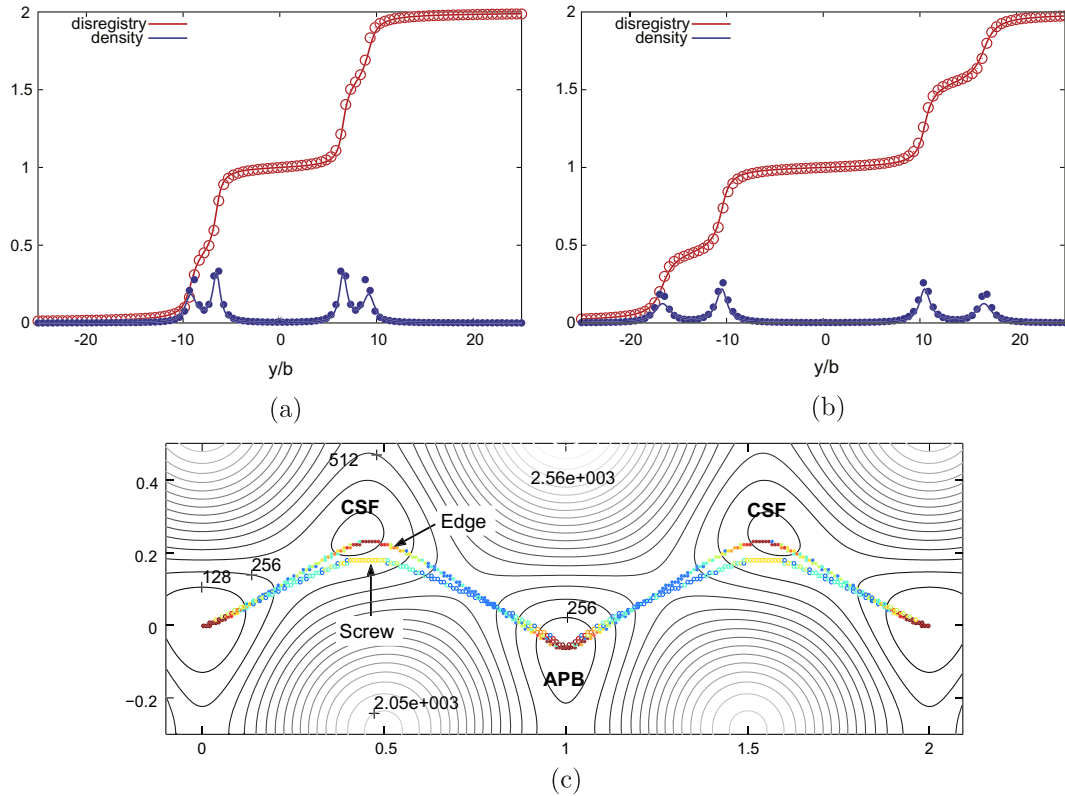 disregistry
density
2
1.5
1
0.5
0
-20
-10
0
10
20
y/b
(a)
disregistry
density
2
1.5
1
0.5
0
-20
-10
0
10
20
y/b
(b)
512
2.56e+003
CSF
CSF
Edge
0.4
0.2
0
−0.2
128
256
256
Screw
APB
2.05e+003
0
0.5
1
1.5
2
(c)